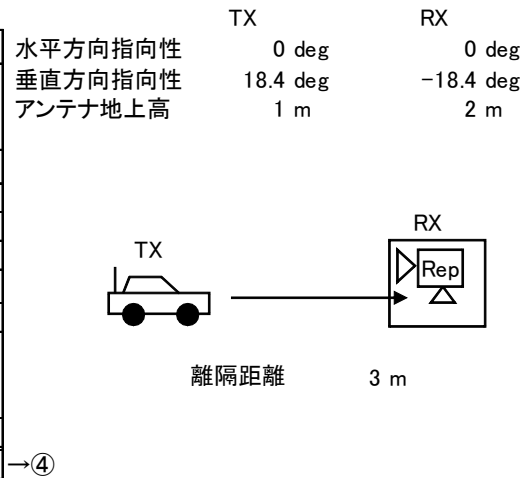 TX RX
水平方向指向性 0 deg 0 deg
垂直方向指向性 18.4 deg −18.4 deg
アンテナ地上高 1 m 2 m
RX
TX
Rep
離隔距離 3 m
→④